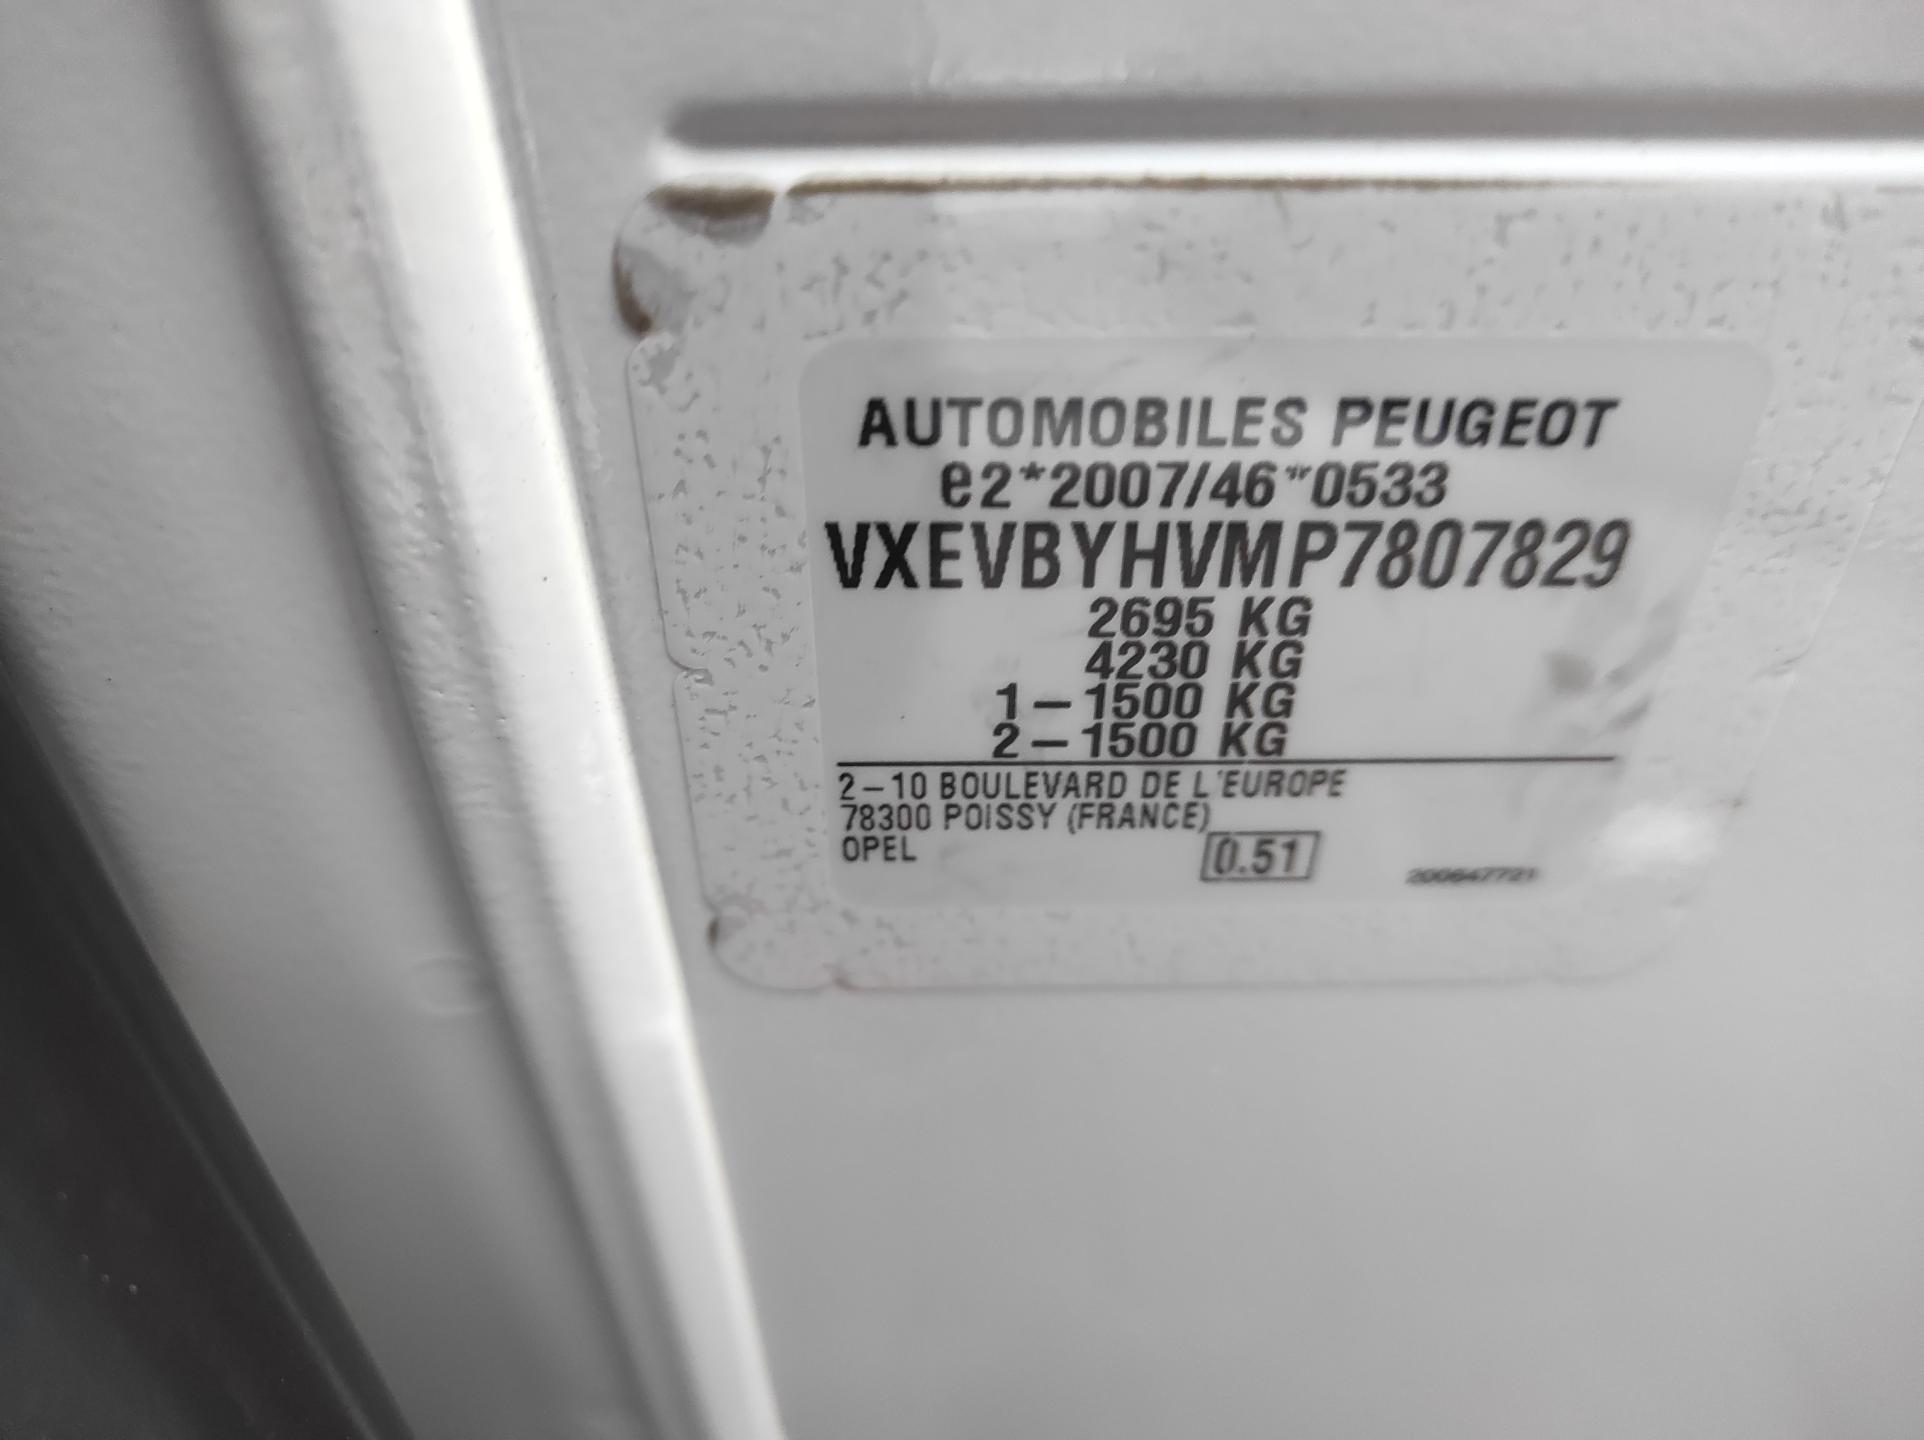 AUTOMOBILES PEUGEOT
e2*2007/46*0533
VXEVBYHVMP7807829
2695 KG
4230 KG
1-1500 KG
2-1500 KG
2-10 BOULEVARD DE L'EUROPE
78300 POISSY (FRANCE)
OPEL
0.51
200647721